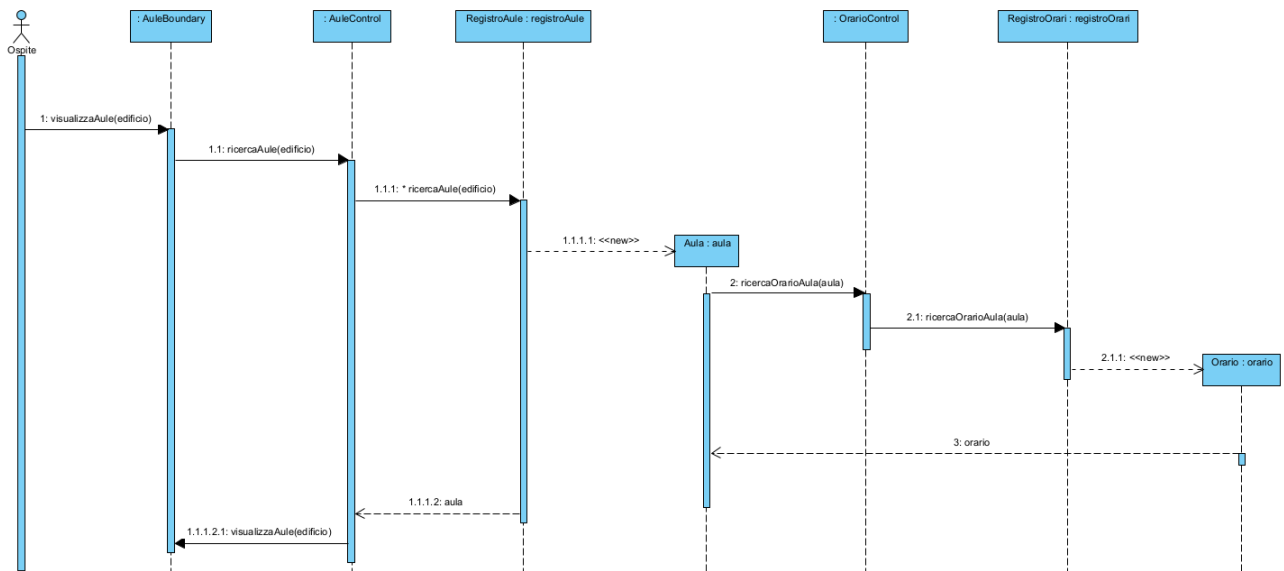 : AuleBoundary
: AuleControl
RegistroAule : registroAule
: OrarioControl
RegistroOrari : registroOrari
Ospite
1: visualizzaAule(edificio)
1.1: ricercaAule(edificio)
1.1.1: * ricercaAule(edificio)
1.1.1.1: <<new>>
Aula : aula
2: ricercaOrarioAula(aula)
2.1: ricercaOrarioAula(aula)
2.1.1: <<new>>
Orario : orario
3: orario
1.1.1.2: aula
1.1.1.2.1: visualizzaAule(edificio)